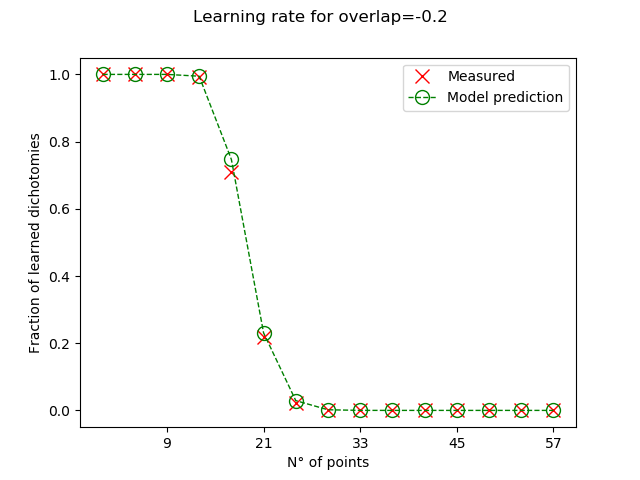 Learning rate for overlap=-0.2
Measured
Model prediction
Fraction of learned dichotomies
1.0
0.8
0.6
0.4
0.2
0.0
9 21 33 45 57
N° of points